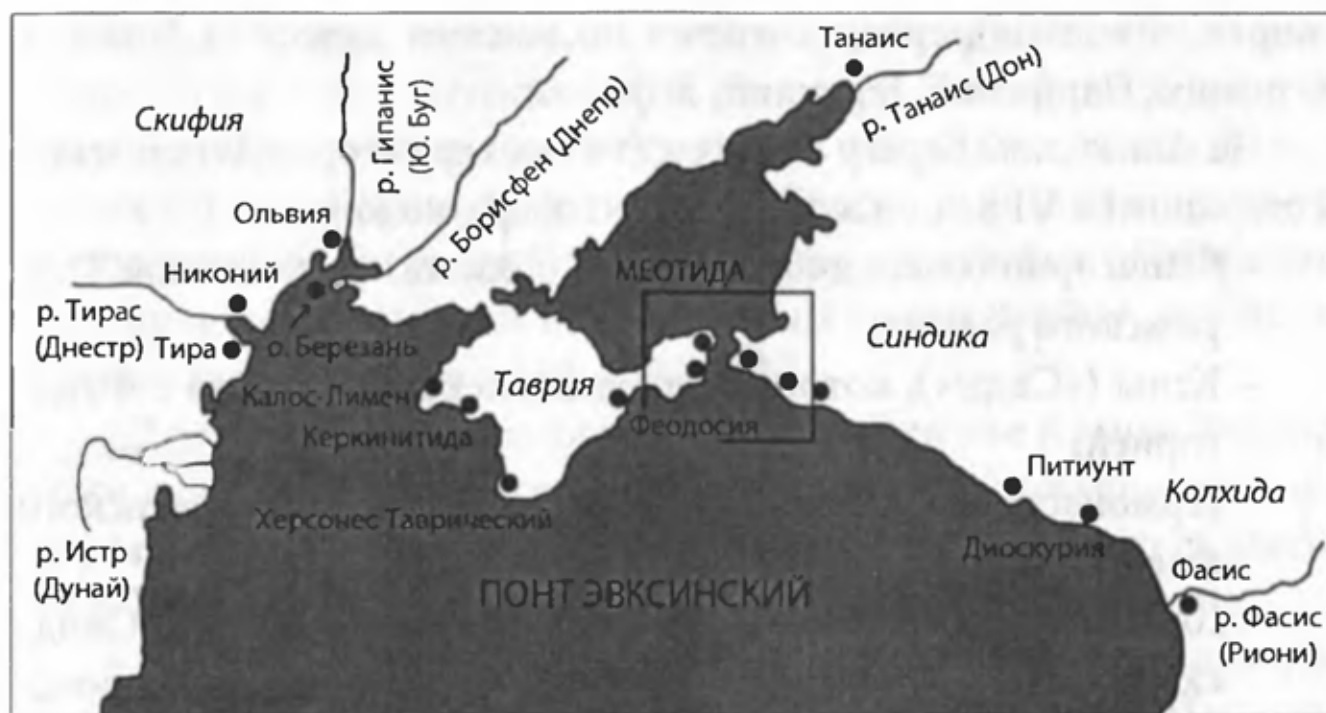 Танаис
р. Танаис (Дон)
Скифия
р. Гипанис
(Ю. Буг)
р. Борисфен (Днепр)
Ольвия
Никоний
МЕОТИДА
р. Тирас
(Днестр)
Тира
о. Березань
Синдика
Таврия
Калос-Лимен
Керкинитида
Феодосия
Питиунт
Колхида
Херсонес Таврический
Диоскурия
р. Истр
(Дунай)
ПОНТ ЭВКСИНСКИЙ
Фасис
р. Фасис
(Риони)